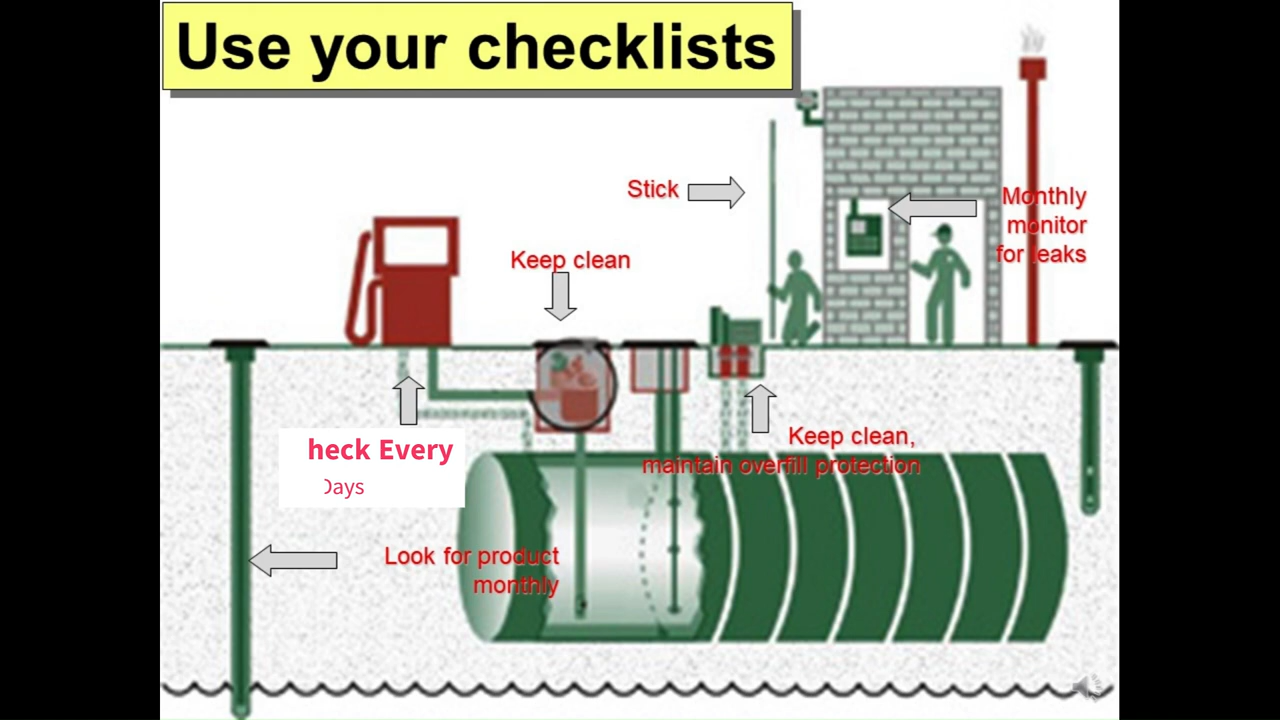 Use your checklists
Stick
Monthly
monitor
for leaks
Keep clean
Keep clean,
maintain overfill protection
heck Every
Days
Look for product
monthly